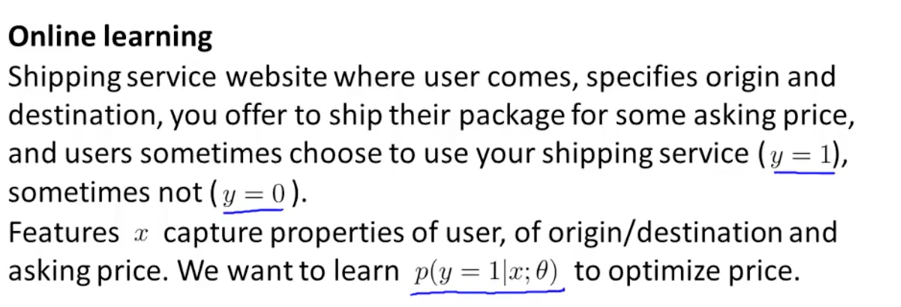 Online learning
Shipping service website where user comes, specifies origin and
destination, you offer to ship their package for some asking price,
and users sometimes choose to use your shipping service (y = 1),
sometimes not (y = 0).
Features x capture properties of user, of origin/destination and
asking price. We want to learn p(y = 1|x; θ) to optimize price.